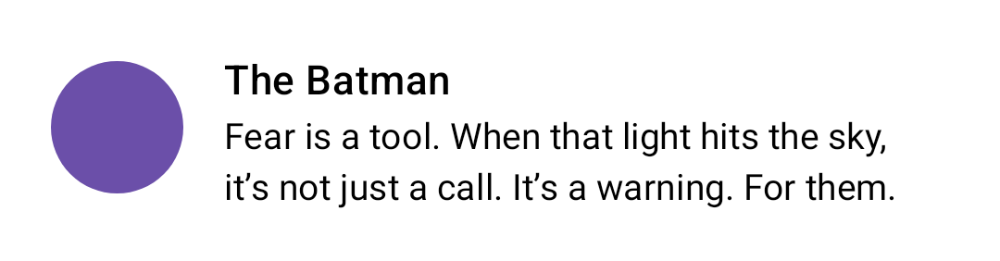 The Batman
Fear is a tool. When that light hits the sky,
it’s not just a call. It’s a warning. For them.